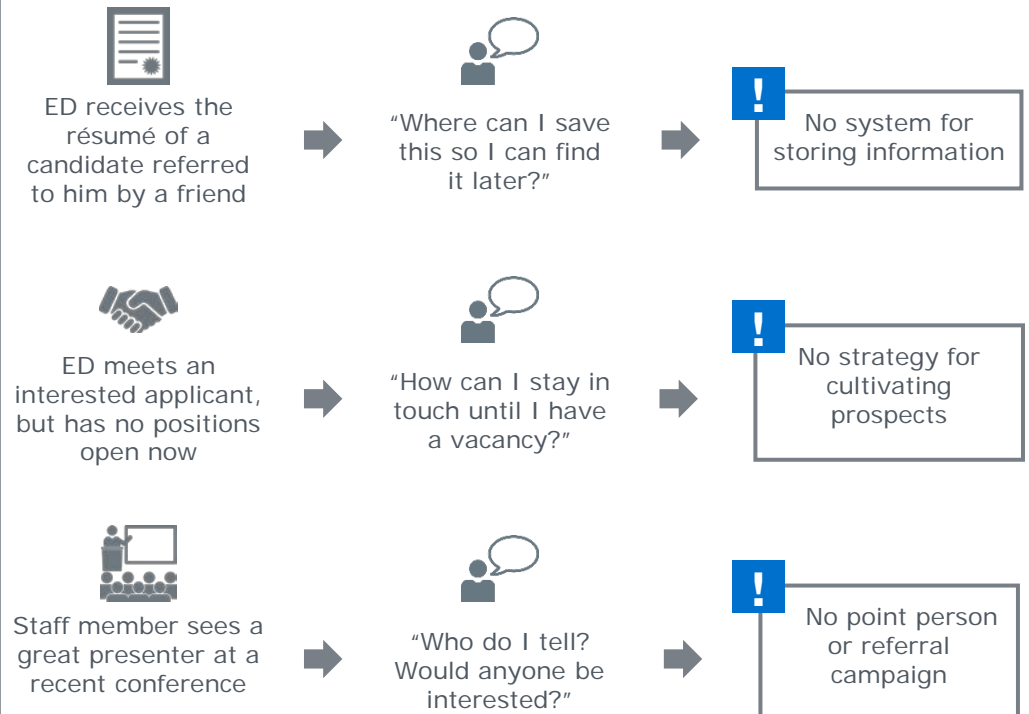 ED receives the
résumé of a
candidate referred
to him by a friend
"Where can I save
this so I can find
it later?"
!
No system for
storing information
ED meets an
interested applicant,
but has no positions
open now
"How can I stay in
touch until I have
a vacancy?"
!
No strategy for
cultivating
prospects
Staff member sees a
great presenter at a
recent conference
"Who do I tell?
Would anyone be
interested?"
!
No point person
or referral
campaign